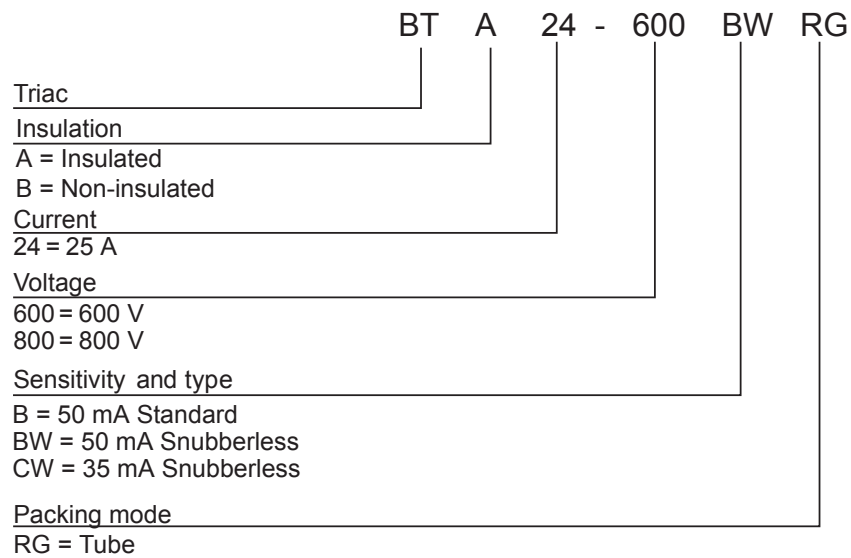 BT A 24 - 600 BW RG
Triac
Insulation
A = Insulated
B = Non-insulated
Current
24 = 25 A
Voltage
600 = 600 V
800 = 800 V
Sensitivity and type
B = 50 mA Standard
BW = 50 mA Snubberless
CW = 35 mA Snubberless
Packing mode
RG = Tube